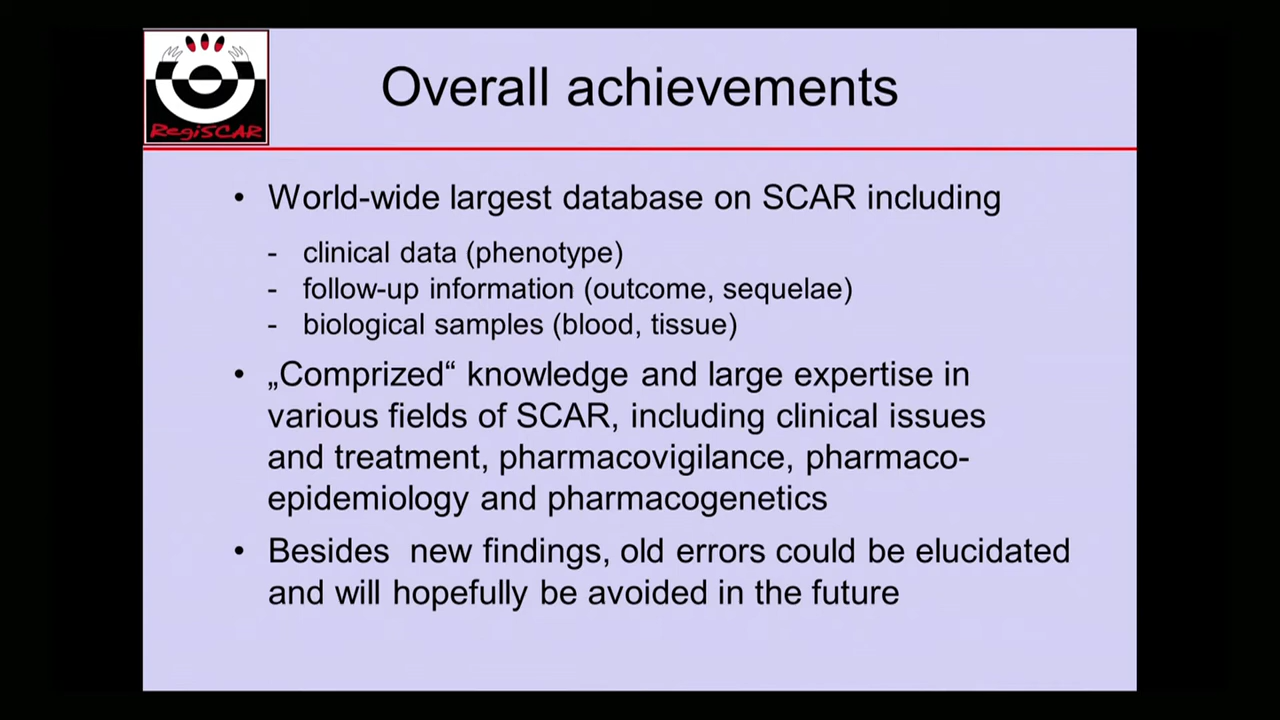 RegiSCAR
Overall achievements
• World-wide largest database on SCAR including
- clinical data (phenotype)
- follow-up information (outcome, sequelae)
- biological samples (blood, tissue)
• „Comprized“ knowledge and large expertise in
various fields of SCAR, including clinical issues
and treatment, pharmacovigilance, pharmaco-
epidemiology and pharmacogenetics
• Besides  new findings, old errors could be elucidated
and will hopefully be avoided in the future